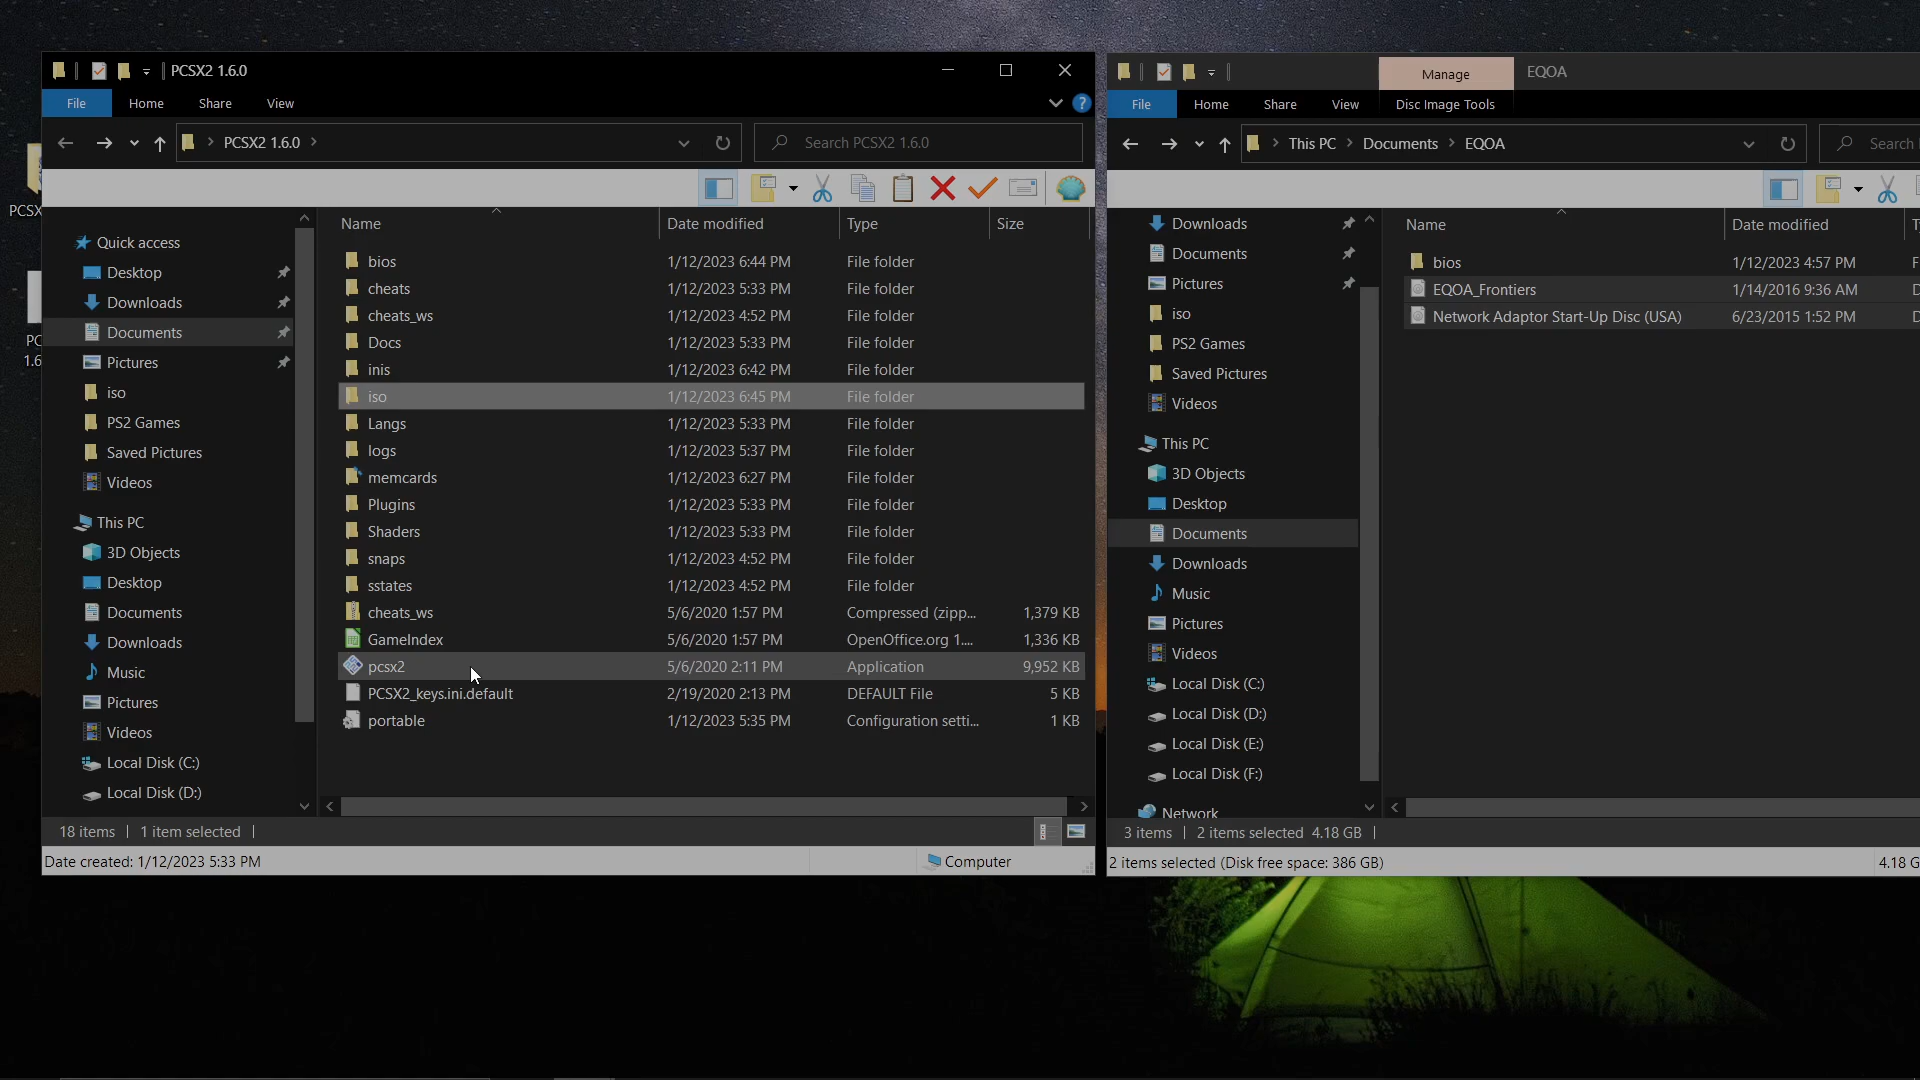 PCSX2 1.6.0
File Home Share View
PCSX2 1.6.0
Search PCSX2 1.6.0
Name Date modified Type Size
Quick access
Desktop
Downloads
Documents
Pictures
iso
PS2 Games
Saved Pictures
Videos
This PC
3D Objects
Desktop
Documents
Downloads
Music
Pictures
Videos
Local Disk (C:)
Local Disk (D:)
bios 1/12/2023 6:44 PM File folder
cheats 1/12/2023 5:33 PM File folder
cheats_ws 1/12/2023 4:52 PM File folder
Docs 1/12/2023 5:33 PM File folder
inis 1/12/2023 6:42 PM File folder
iso 1/12/2023 6:45 PM File folder
Langs 1/12/2023 5:33 PM File folder
logs 1/12/2023 5:37 PM File folder
memcards 1/12/2023 6:27 PM File folder
Plugins 1/12/2023 5:33 PM File folder
Shaders 1/12/2023 5:33 PM File folder
snaps 1/12/2023 4:52 PM File folder
sstates 1/12/2023 4:52 PM File folder
cheats_ws 5/6/2020 1:57 PM Compressed (zipp... 1,379 KB
GameIndex 5/6/2020 1:57 PM OpenOffice.org 1.... 1,336 KB
pcsx2 5/6/2020 2:11 PM Application 9,952 KB
PCSX2_keys.ini.default 2/19/2020 2:13 PM DEFAULT File 5 KB
portable 1/12/2023 5:35 PM Configuration setti... 1 KB
18 items 1 item selected
Date created: 1/12/2023 5:33 PM Computer
Manage EQOA
File Home Share View Disc Image Tools
This PC Documents EQOA
Search
Name Date modified
Downloads
Documents
Pictures
iso
PS2 Games
Saved Pictures
Videos
This PC
3D Objects
Desktop
Documents
Downloads
Music
Pictures
Videos
Local Disk (C:)
Local Disk (D:)
Local Disk (E:)
Local Disk (F:)
Network
bios 1/12/2023 4:57 PM F
EQOA_Frontiers 1/14/2016 9:36 AM D
Network Adaptor Start-Up Disc (USA) 6/23/2015 1:52 PM D
3 items 2 items selected 4.18 GB
2 items selected (Disk free space: 386 GB) 4.18 G
PCSX
PC
1.6